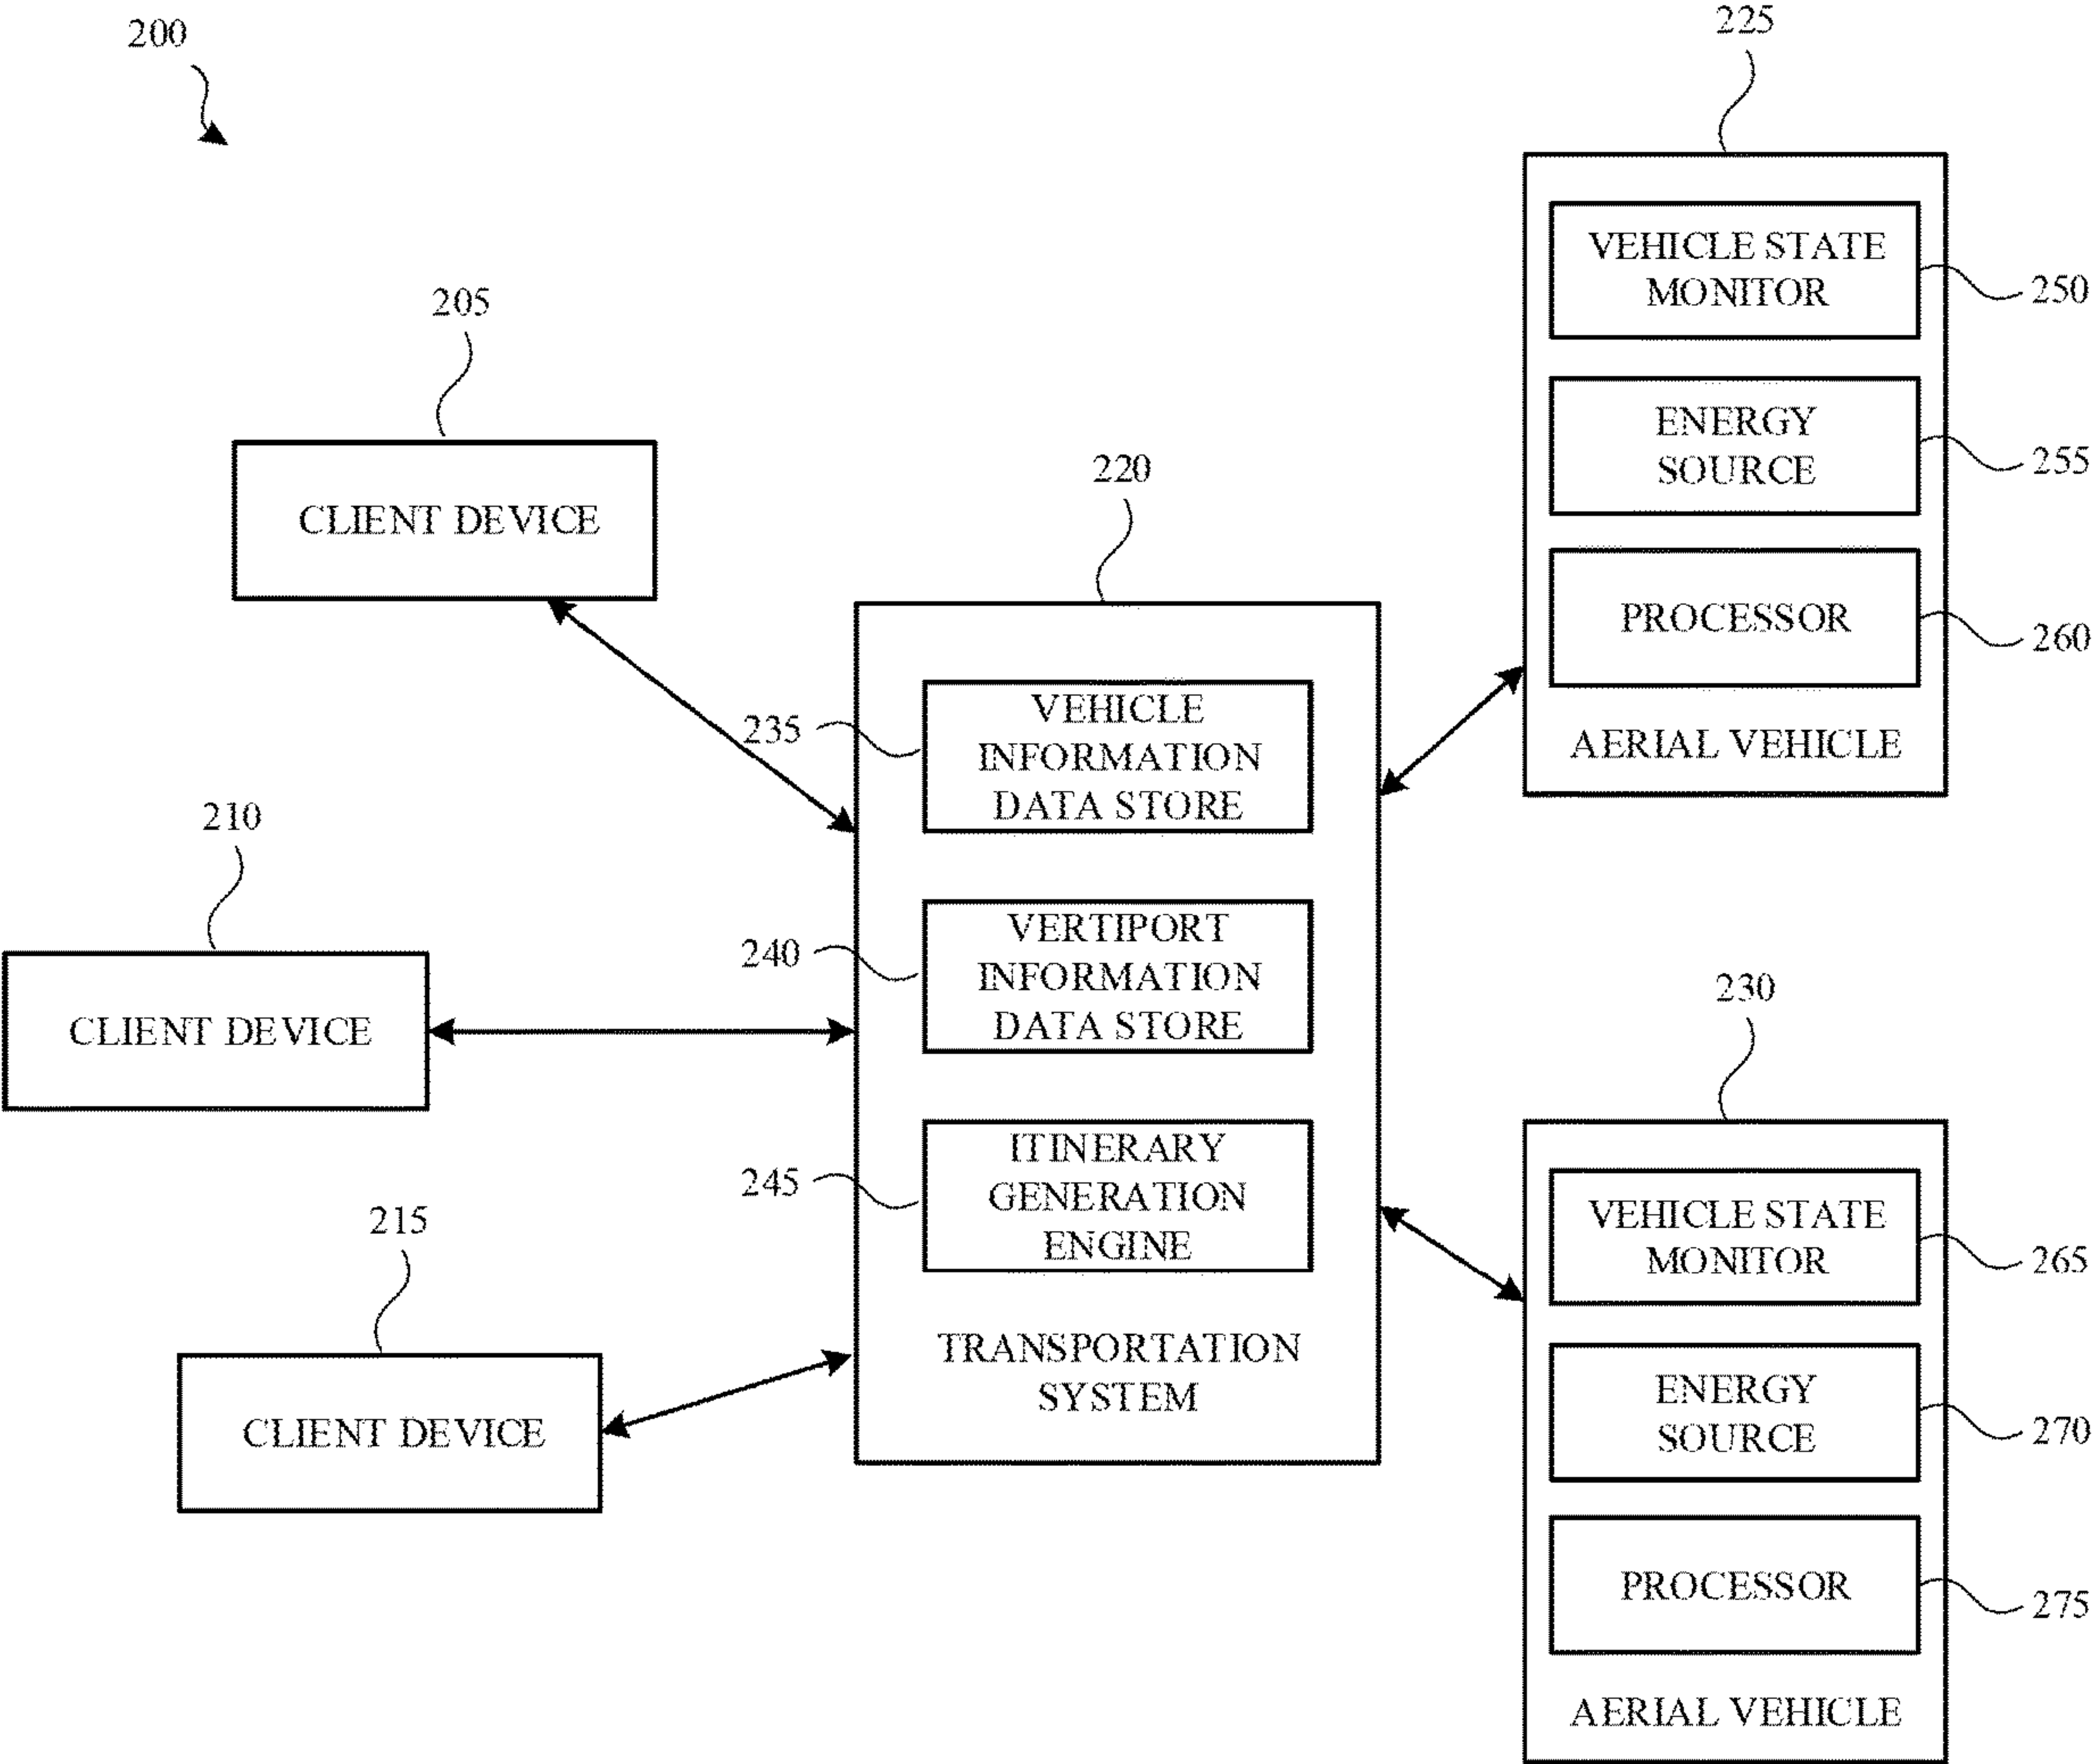 200
205
CLIENT DEVICE
210
CLIENT DEVICE
215
CLIENT DEVICE
220
235
VEHICLE
INFORMATION
DATA STORE
240
VERTIPORT
INFORMATION
DATA STORE
245
ITINERARY
GENERATION
ENGINE
TRANSPORTATION
SYSTEM
225
VEHICLE STATE
MONITOR
250
ENERGY
SOURCE
255
PROCESSOR
260
AERIAL VEHICLE
230
VEHICLE STATE
MONITOR
265
ENERGY
SOURCE
270
PROCESSOR
275
AERIAL VEHICLE